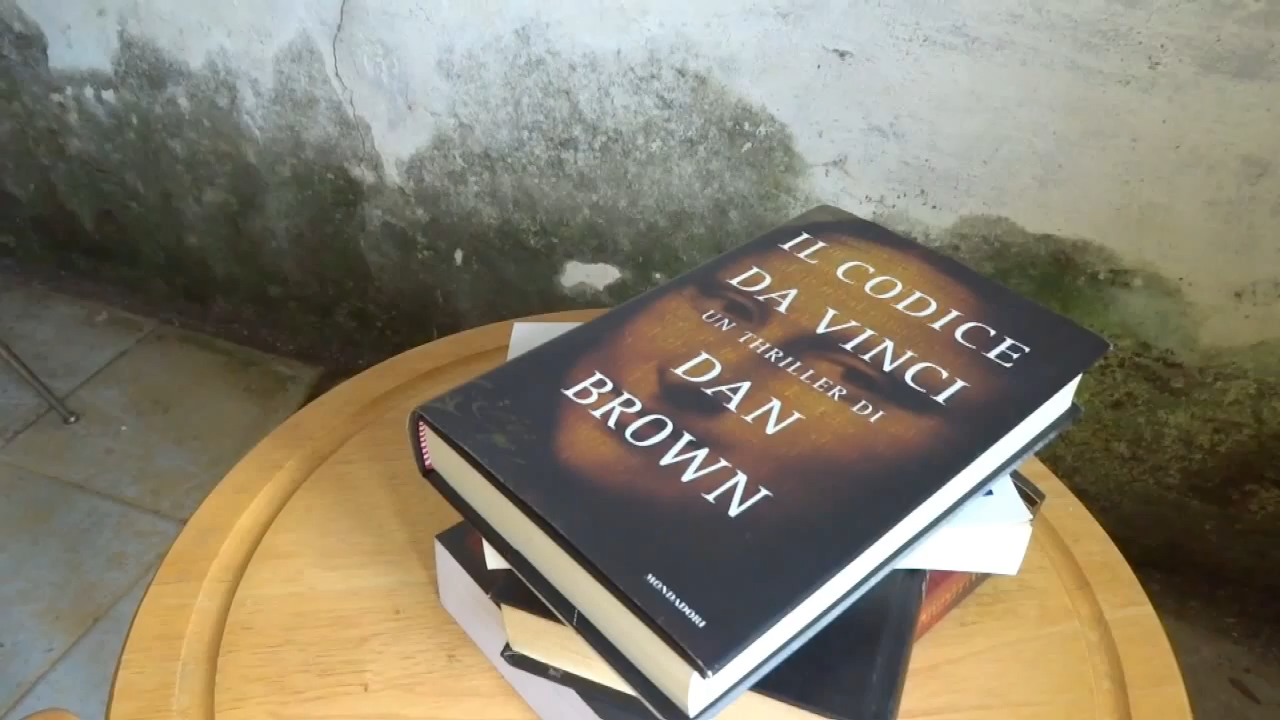 IL CODICE
DA VINCI
UN THRILLER DI
DAN
BROWN
MONDADORI